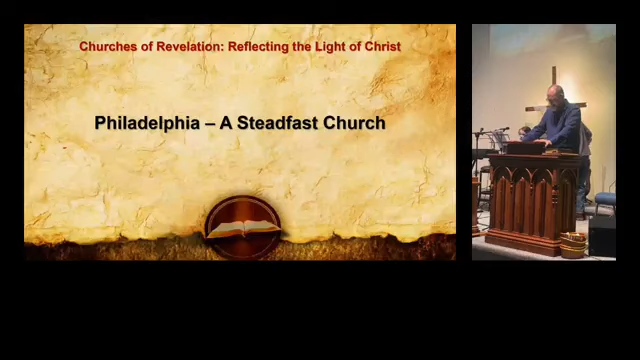 Churches of Revelation: Reflecting the Light of Christ
Philadelphia – A Steadfast Church